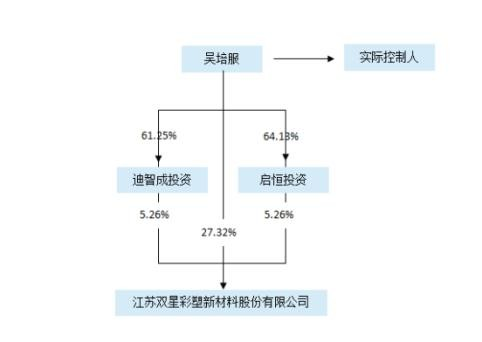 吴培服
实际控制人
61.25%
64.13%
迪智成投资
启恒投资
5.26%
5.26%
27.32%
江苏双星彩塑新材料股份有限公司